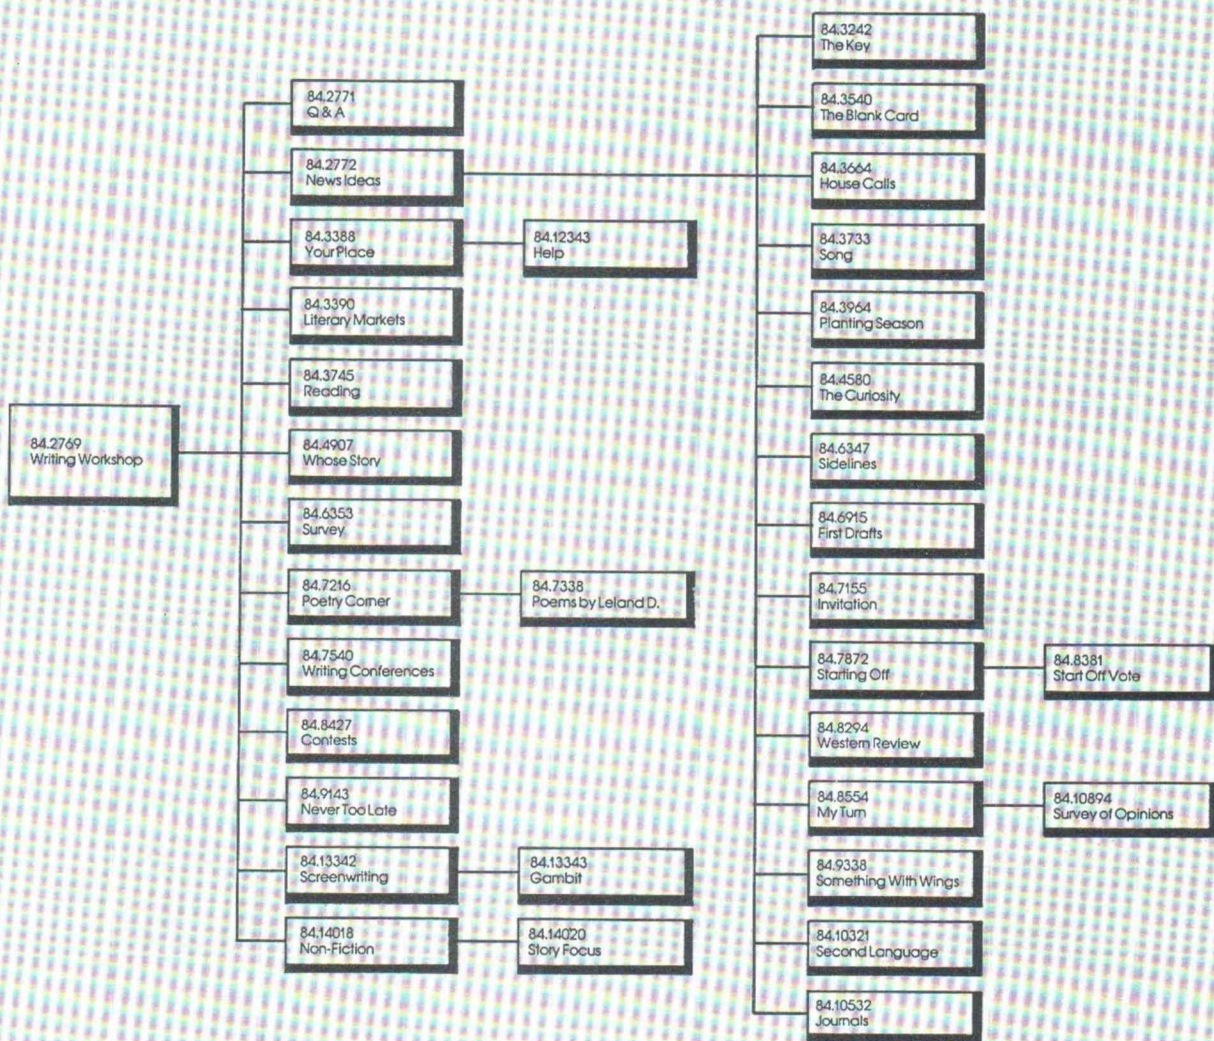 84.2769
Writing Workshop
84.2771
Q & A
84.2772
News Ideas
84.3388
Your Place
84.12343
Help
84.3390
Literary Markets
84.3745
Reading
84.4907
Whose Story
84.6353
Survey
84.7216
Poetry Corner
84.7338
Poems by Leland D.
84.7540
Writing Conferences
84.8427
Contests
84.9143
Never Too Late
84.13342
Screenwriting
84.13343
Gambit
84.14018
Non-Fiction
84.14020
Story Focus
84.3242
The Key
84.3540
The Blank Card
84.3664
House Calls
84.3733
Song
84.3964
Planting Season
84.4580
The Curiosity
84.6347
Sidelines
84.6915
First Drafts
84.7155
Invitation
84.7872
Starting Off
84.8381
Start Off Vote
84.8294
Western Review
84.8554
My Turn
84.10894
Survey of Opinions
84.9338
Something With Wings
84.10321
Second Language
84.10532
Journals